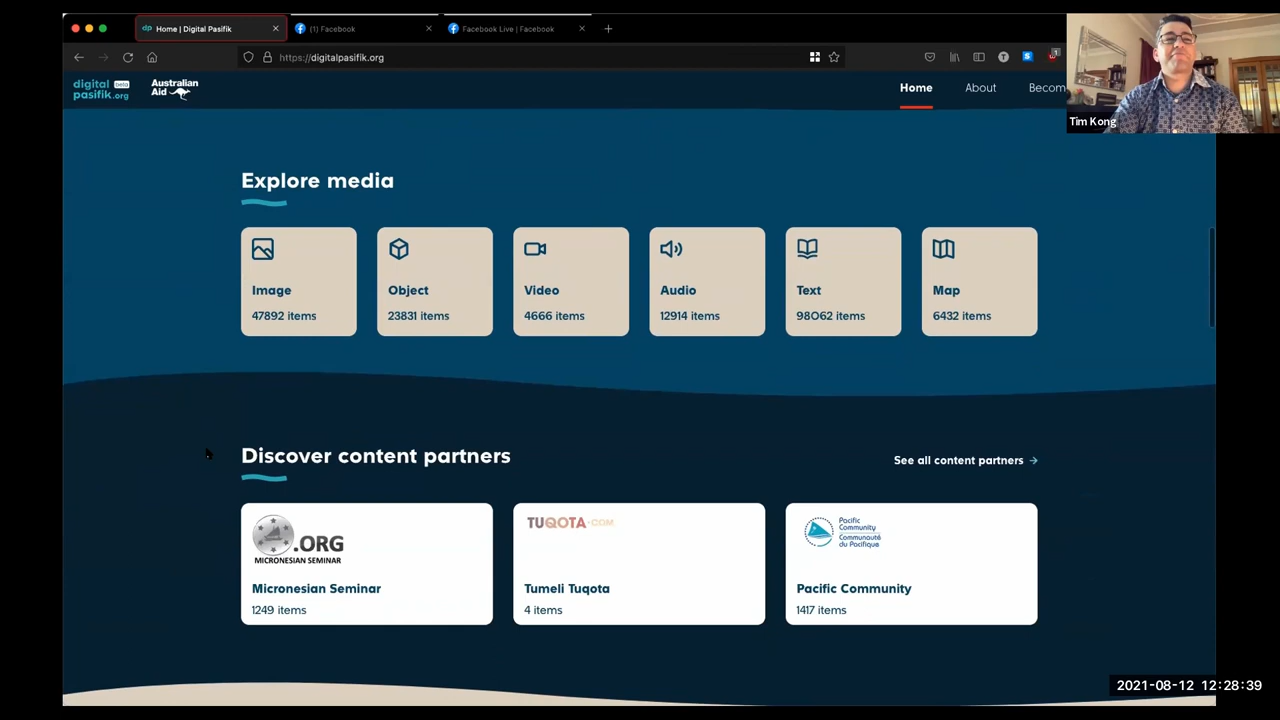 Home | Digital Pasifik
(1) Facebook
Facebook Live | Facebook
https://digitalpasifik.org
digital beta
pasifik.org
Australian
Aid
Home
About
Becom
Tim Kong
Explore media
Image
47892 items
Object
23831 items
Video
4666 items
Audio
12914 items
Text
98062 items
Map
6432 items
Discover content partners
See all content partners →
.ORG
MICRONESIAN SEMINAR
Micronesian Seminar
1249 items
TUQOTA.COM
Tumeli Tuqota
4 items
Pacific
Community
Communauté
du Pacifique
Pacific Community
1417 items
2021-08-12 12:28:39